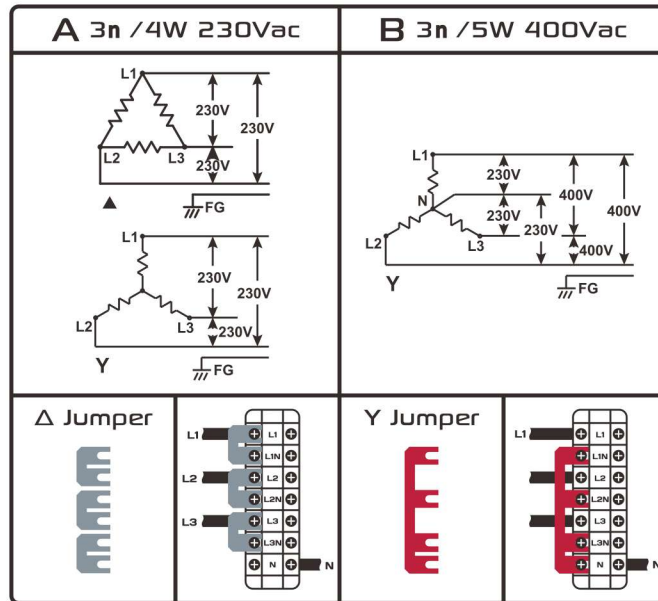 A 3n /4W 230Vac
B 3n /5W 400Vac
L1
230V
230V
L2
L3
230V
Δ
FG
L1
230V
230V
L2
L3
230V
Y
FG
L1
230V
400V
N
400V
230V
230V
L2
L3
400V
Y
FG
Δ Jumper
L1
L1
L1N
L2
L2
L2N
L3
L3
L3N
N
N
Y Jumper
L1
L1
L1N
L2
L2
L2N
L3
L3
L3N
N
N